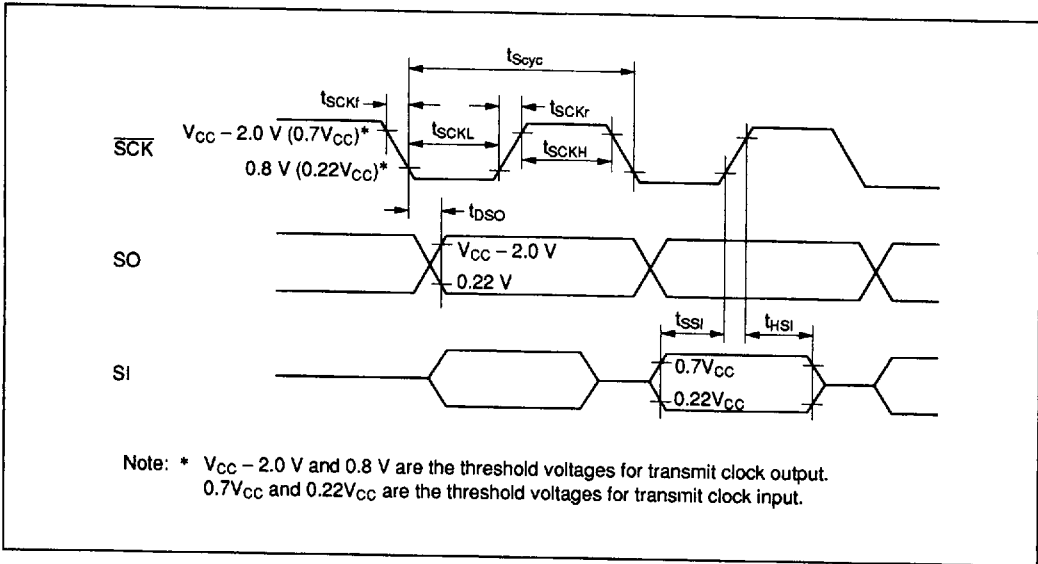 tScyc
tSCKf
tSCKr
SCK
VCC – 2.0 V (0.7VCC)*
tSCKL
tSCKH
0.8 V (0.22VCC)*
tDSO
SO
VCC – 2.0 V
0.22 V
tSSI
tHSI
SI
0.7VCC
0.22VCC
Note: * VCC – 2.0 V and 0.8 V are the threshold voltages for transmit clock output.
0.7VCC and 0.22VCC are the threshold voltages for transmit clock input.